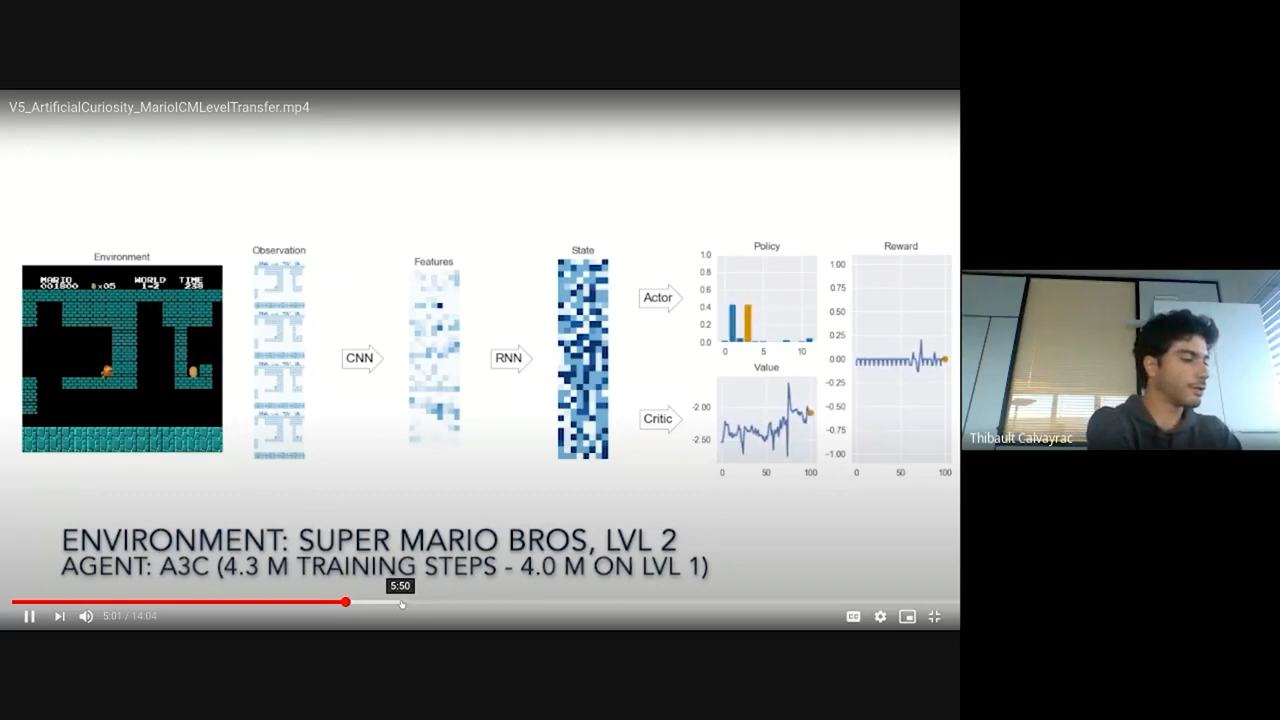 V5_ArtificialCuriosity_MarioICMLevelTransfer.mp4
Environment
MARIO WORLD TIME
001800 x05 1-2 238
Observation
CNN
Features
RNN
State
Actor
Critic
Policy
1.0
0.8
0.6
0.4
0.2
0.0
0 5 10
Value
-2.00
-2.50
0 50 100
Reward
1.00
0.75
0.50
0.25
0.00
-0.25
-0.50
-0.75
-1.00
0 50 100
ENVIRONMENT: SUPER MARIO BROS, LVL 2
AGENT: A3C (4.3 M TRAINING STEPS - 4.0 M ON LVL 1)
5:50
5:01 / 14:04
CC
Thibault Calvayrac